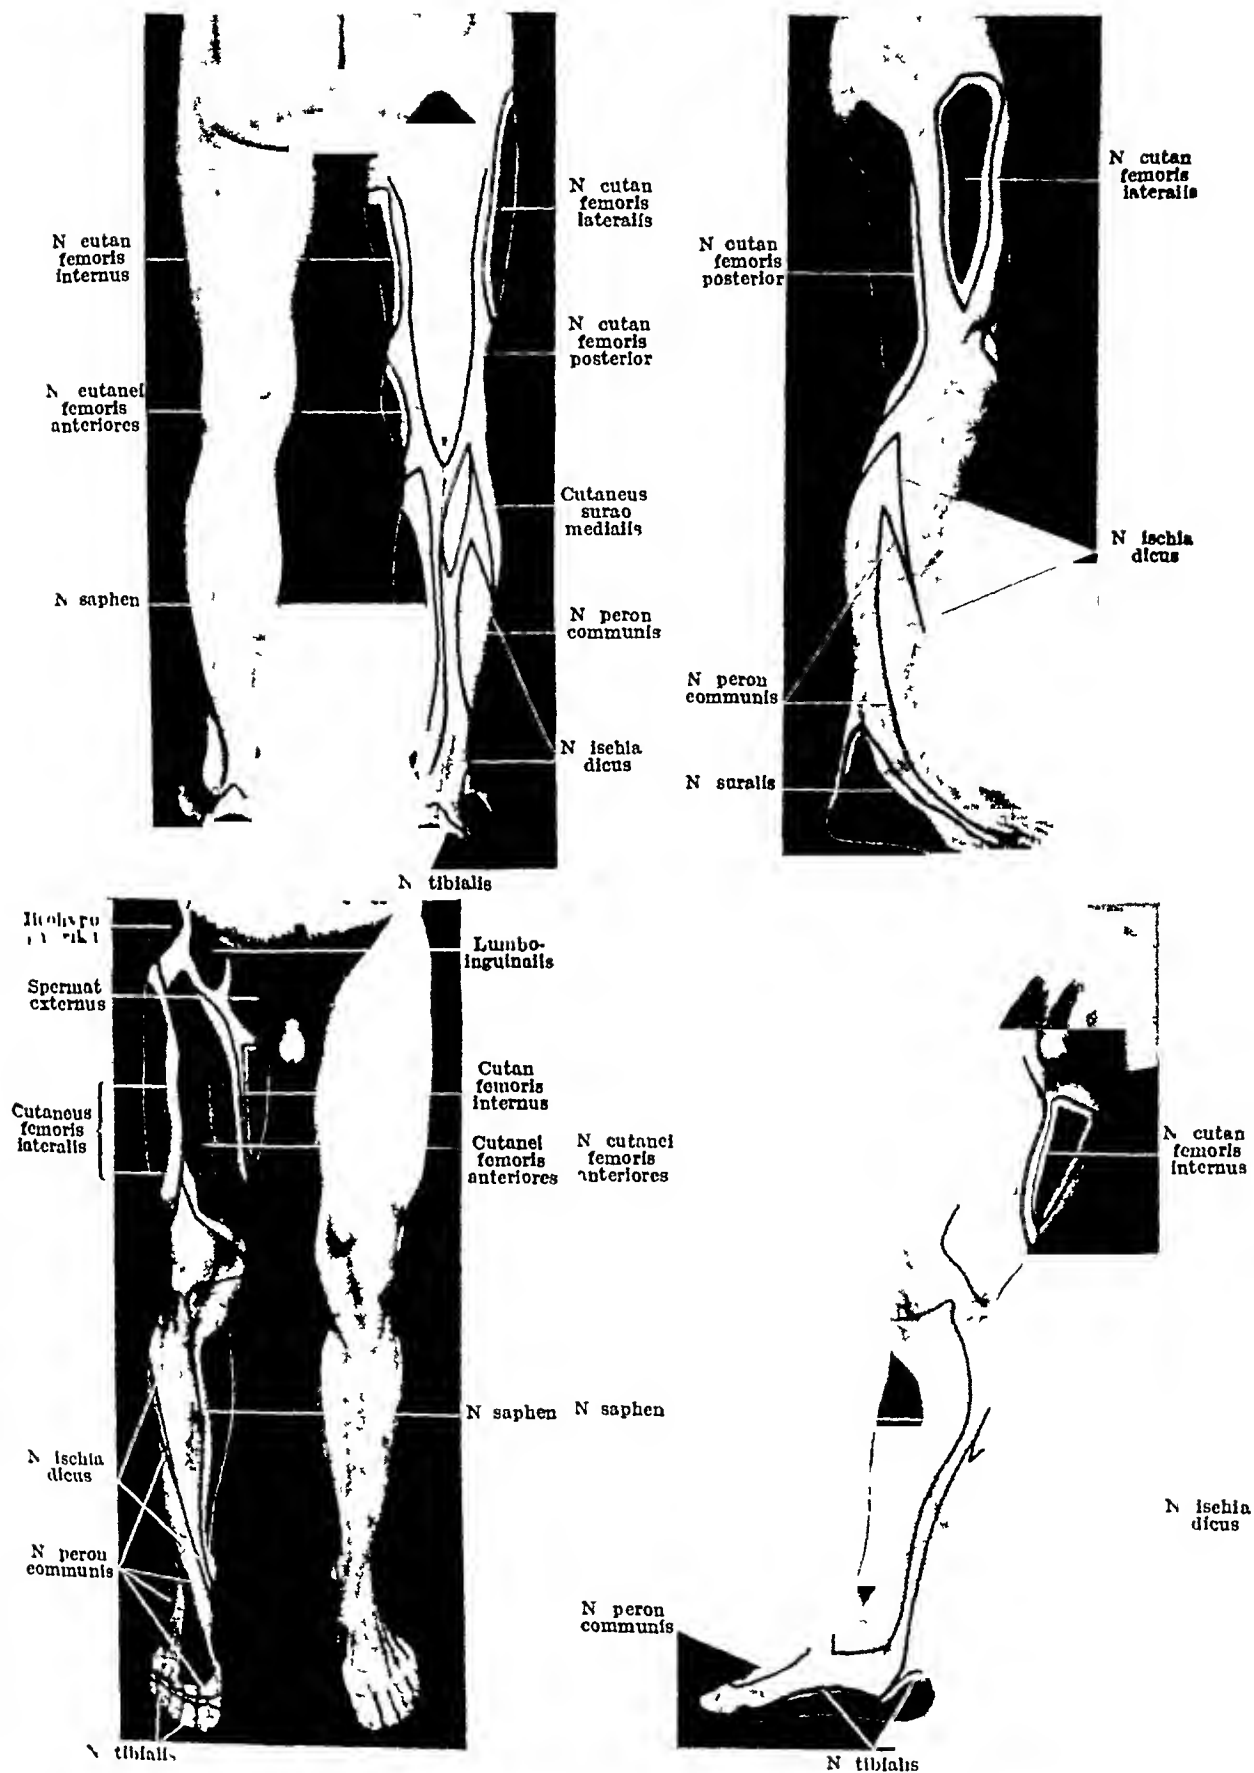 N cutan
femoris
internus
N cutanei
femoris
anteriores
N saphen
N cutan
femoris
lateralis
N cutan
femoris
posterior
Cutaneus
surao
medialis
N peron
communis
N ischia
dicus
N tibialis
N cutan
femoris
posterior
N peron
communis
N suralis
N cutan
femoris
lateralis
N ischia
dicus
Spermat
externus
Cutaneus
femoris
lateralis
N ischia
dicus
N peron
communis
N tibialis
Lumbo-
inguinalis
Cutan
femoris
internus
Cutanei
femoris
anteriores
N saphen
N cutanei
femoris
anteriores
N saphen
N peron
communis
N tibialis
N cutan
femoris
internus
N ischia
dicus